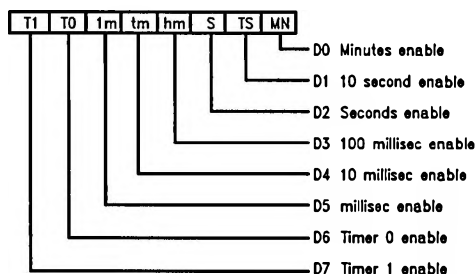 T1 T0 1m tm hm S TS MN
D0 Minutes enable
D1 10 second enable
D2 Seconds enable
D3 100 millisec enable
D4 10 millisec enable
D5 millisec enable
D6 Timer 0 enable
D7 Timer 1 enable